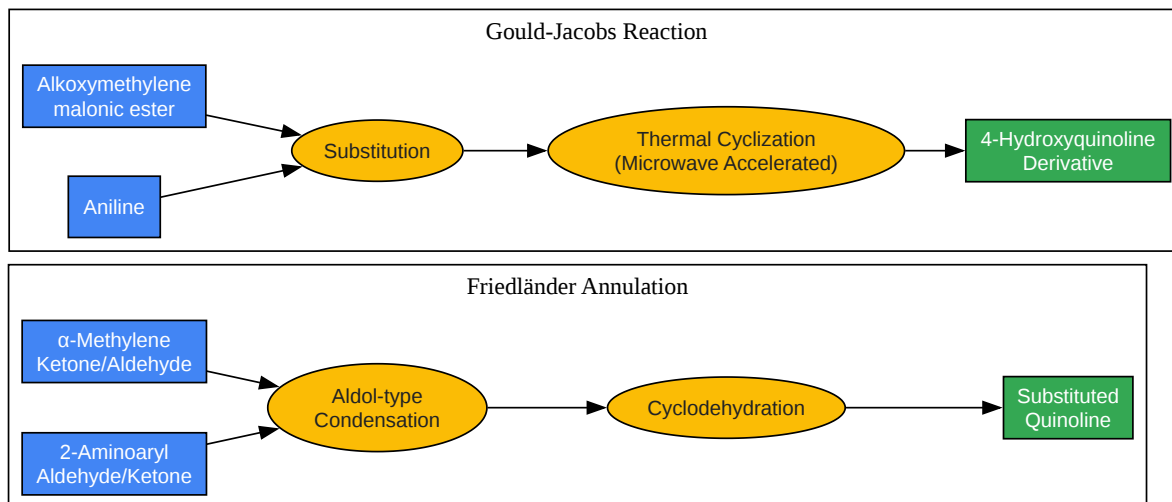 Gould-Jacobs Reaction
Alkoxymethylene
malonic ester
Aniline
Substitution
Thermal Cyclization
(Microwave Accelerated)
4-Hydroxyquinoline
Derivative
Friedländer Annulation
α-Methylene
Ketone/Aldehyde
2-Aminoaryl
Aldehyde/Ketone
Aldol-type
Condensation
Cyclodehydration
Substituted
Quinoline